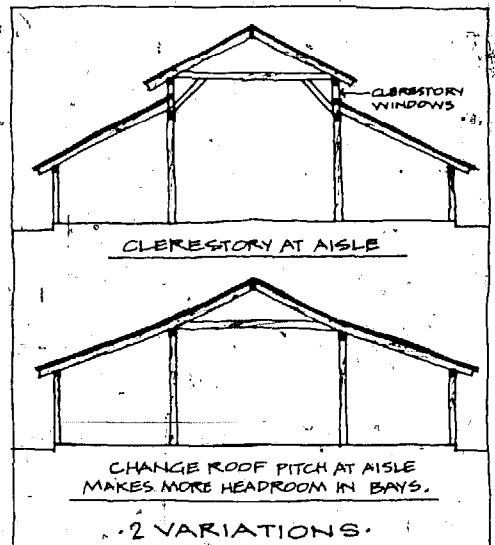 CLERESTORY
WINDOWS
CLERESTORY AT AISLE
CHANGE ROOF PITCH AT AISLE
MAKES MORE HEADROOM IN BAYS.
·2 VARIATIONS·